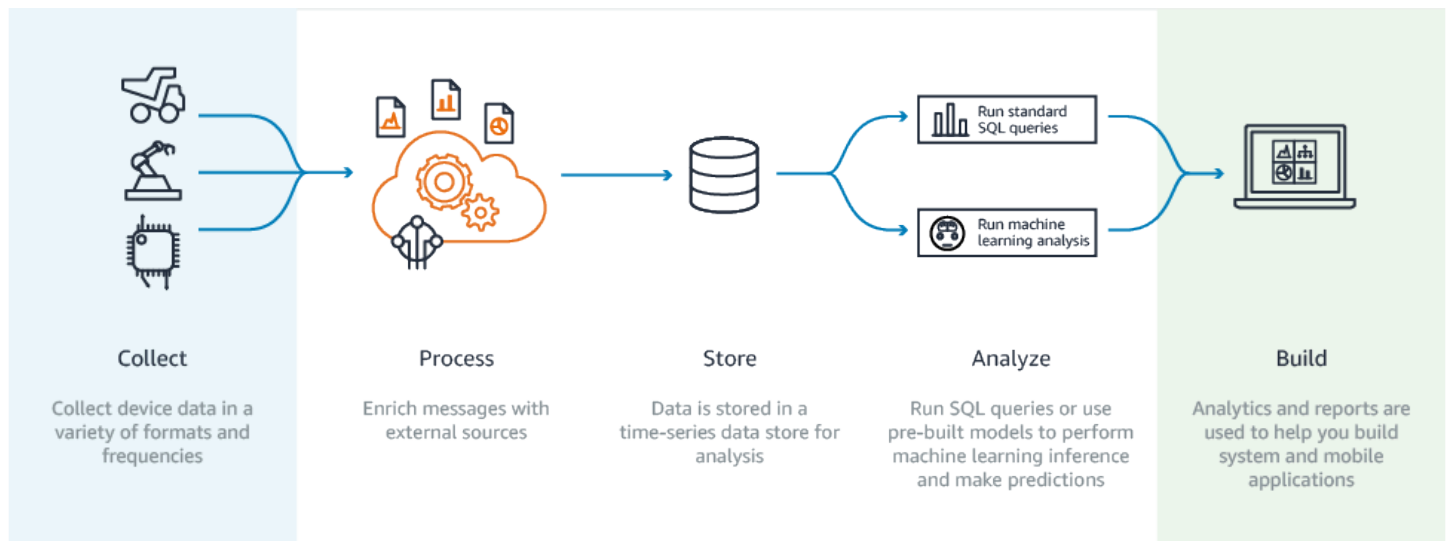 Run standard
SQL queries
Run machine
learning analysis
Collect
Collect device data in a
variety of formats and
frequencies
Process
Enrich messages with
external sources
Store
Data is stored in a
time-series data store for
analysis
Analyze
Run SQL queries or use
pre-built models to perform
machine learning inference
and make predictions
Build
Analytics and reports are
used to help you build
system and mobile
applications